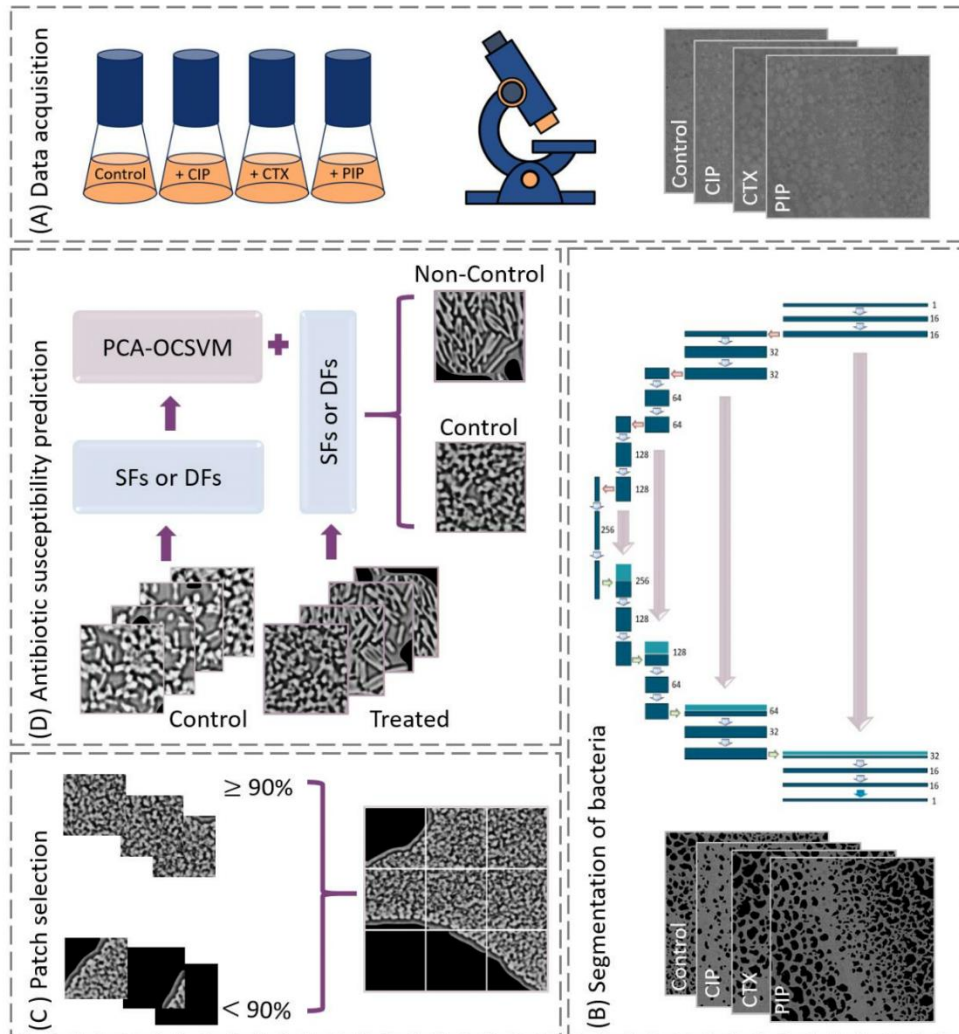 (A) Data acquisition
Control
+ CIP
+ CTX
+ PIP
Control
CIP
CTX
PIP
(D) Antibiotic susceptibility prediction
PCA-OCSVM
SFs or DFs
SFs or DFs
Non-Control
Control
Control
Treated
(B) Segmentation of bacteria
1
16
16
32
32
64
64
128
128
256
256
128
128
64
64
32
32
16
16
1
Control
CIP
CTX
PIP
(C) Patch selection
≥ 90%
< 90%